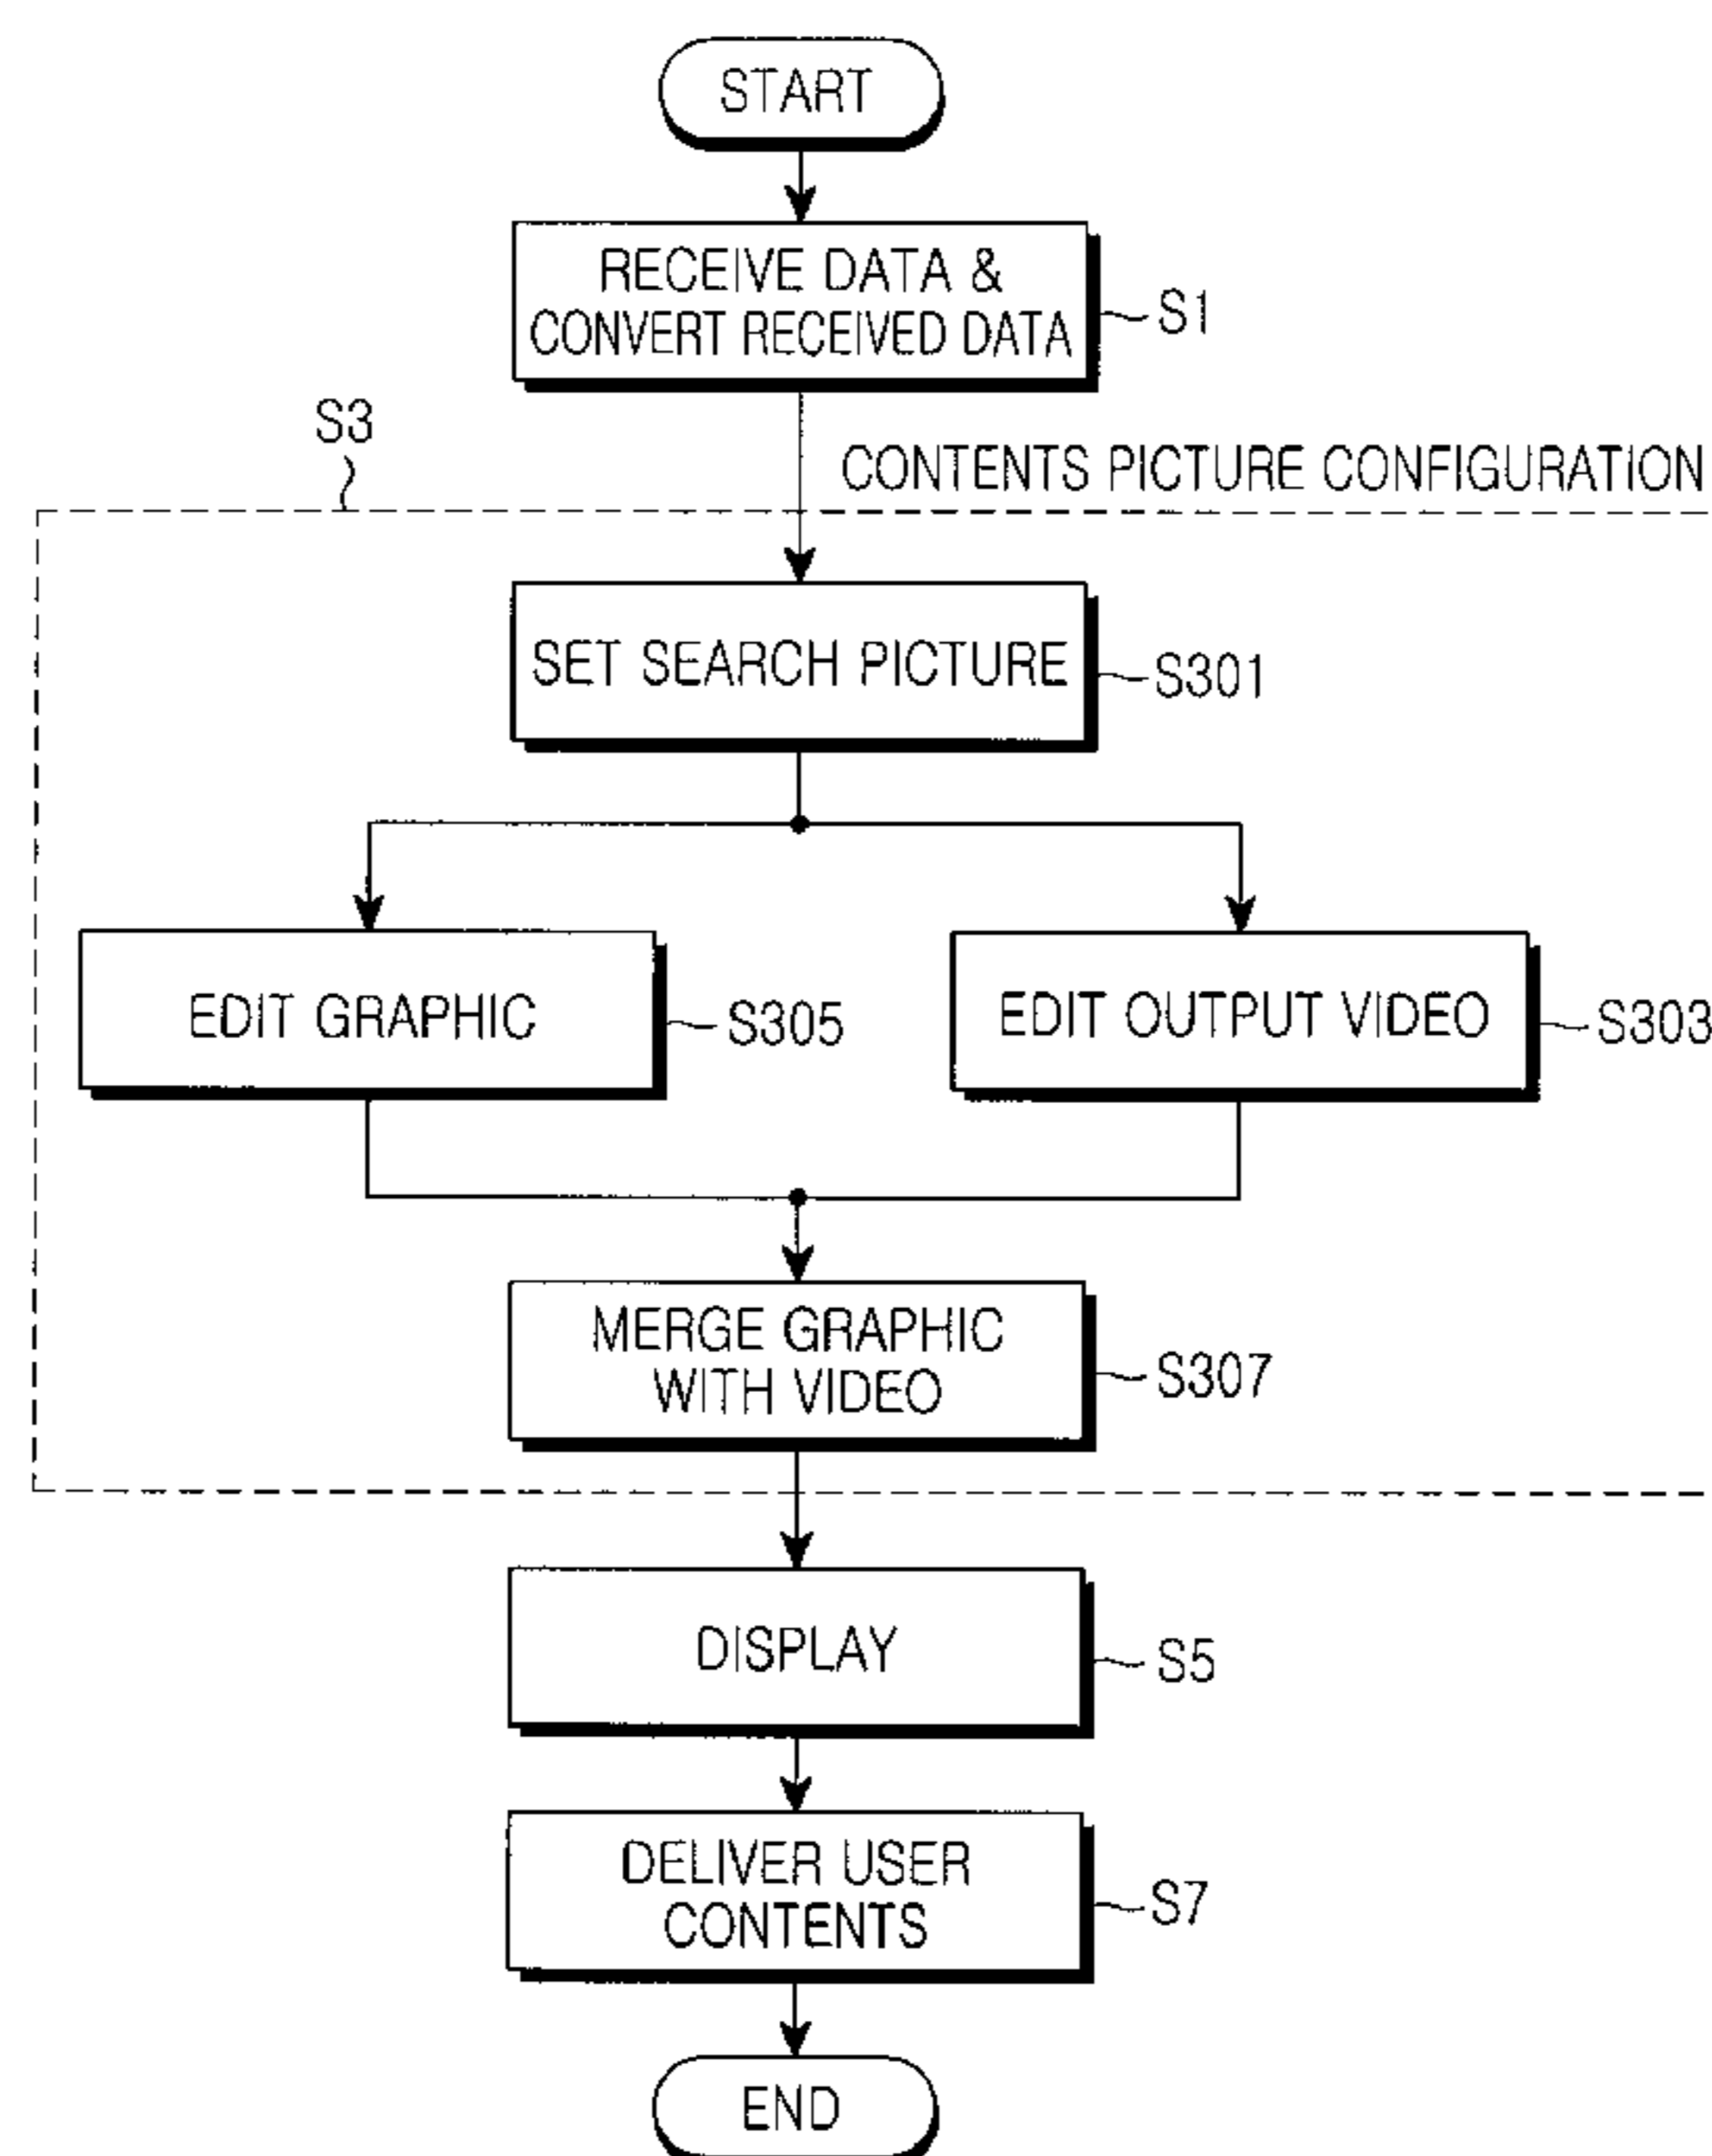 START
RECEIVE DATA &
CONVERT RECEIVED DATA
S1
S3
CONTENTS PICTURE CONFIGURATION
SET SEARCH PICTURE
S301
EDIT GRAPHIC
S305
EDIT OUTPUT VIDEO
S303
MERGE GRAPHIC
WITH VIDEO
S307
DISPLAY
S5
DELIVER USER
CONTENTS
S7
END